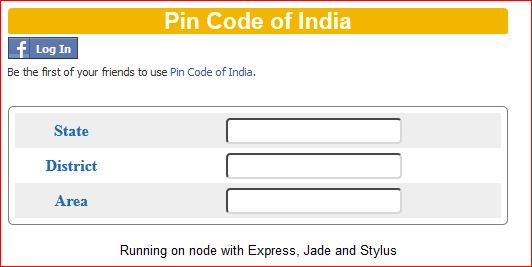 Pin Code of India
f Log In
Be the first of your friends to use Pin Code of India.
State
District
Area
Running on node with Express, Jade and Stylus